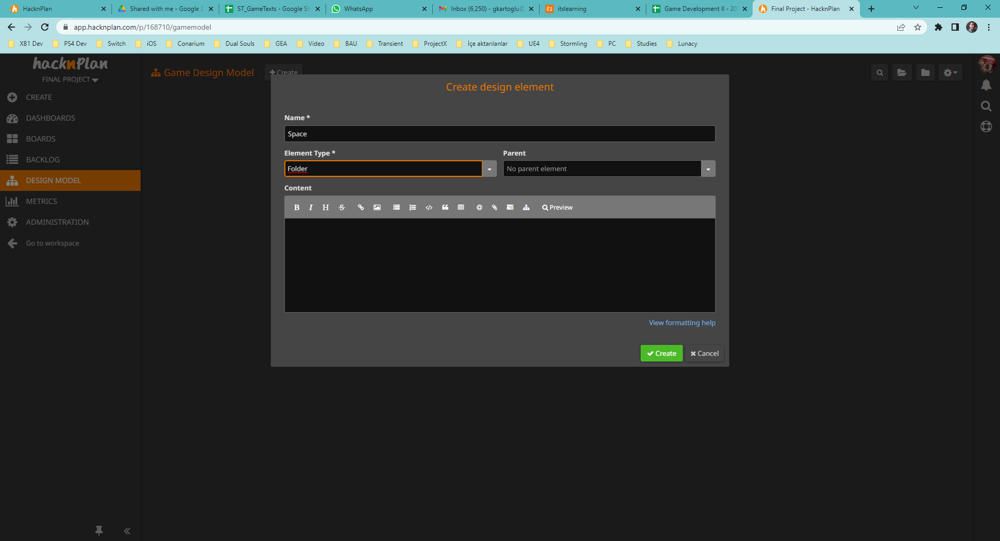 HacknPlan
Shared with me - Google D
ST_GameTexts - Google Sh
WhatsApp
Inbox (6,250) - gkartoglu@
its itslearning
Game Development II - 20
Final Project - HacknPlan
app.hacknplan.com/p/168710/gamemodel
XB1 Dev
PS4 Dev
Switch
iOS
Conarium
Dual Souls
GEA
Video
BAU
Transient
ProjectX
İçe aktarılanlar
UE4
Stormling
PC
Studies
Lunacy
hacknPlan
FINAL PROJECT
CREATE
DASHBOARDS
BOARDS
BACKLOG
DESIGN MODEL
METRICS
ADMINISTRATION
Go to workspace
Game Design Model
Create
Create design element
Name *
Space
Element Type *
Parent
Folder
No parent element
Content
B I H S
Preview
View formatting help
Create
Cancel